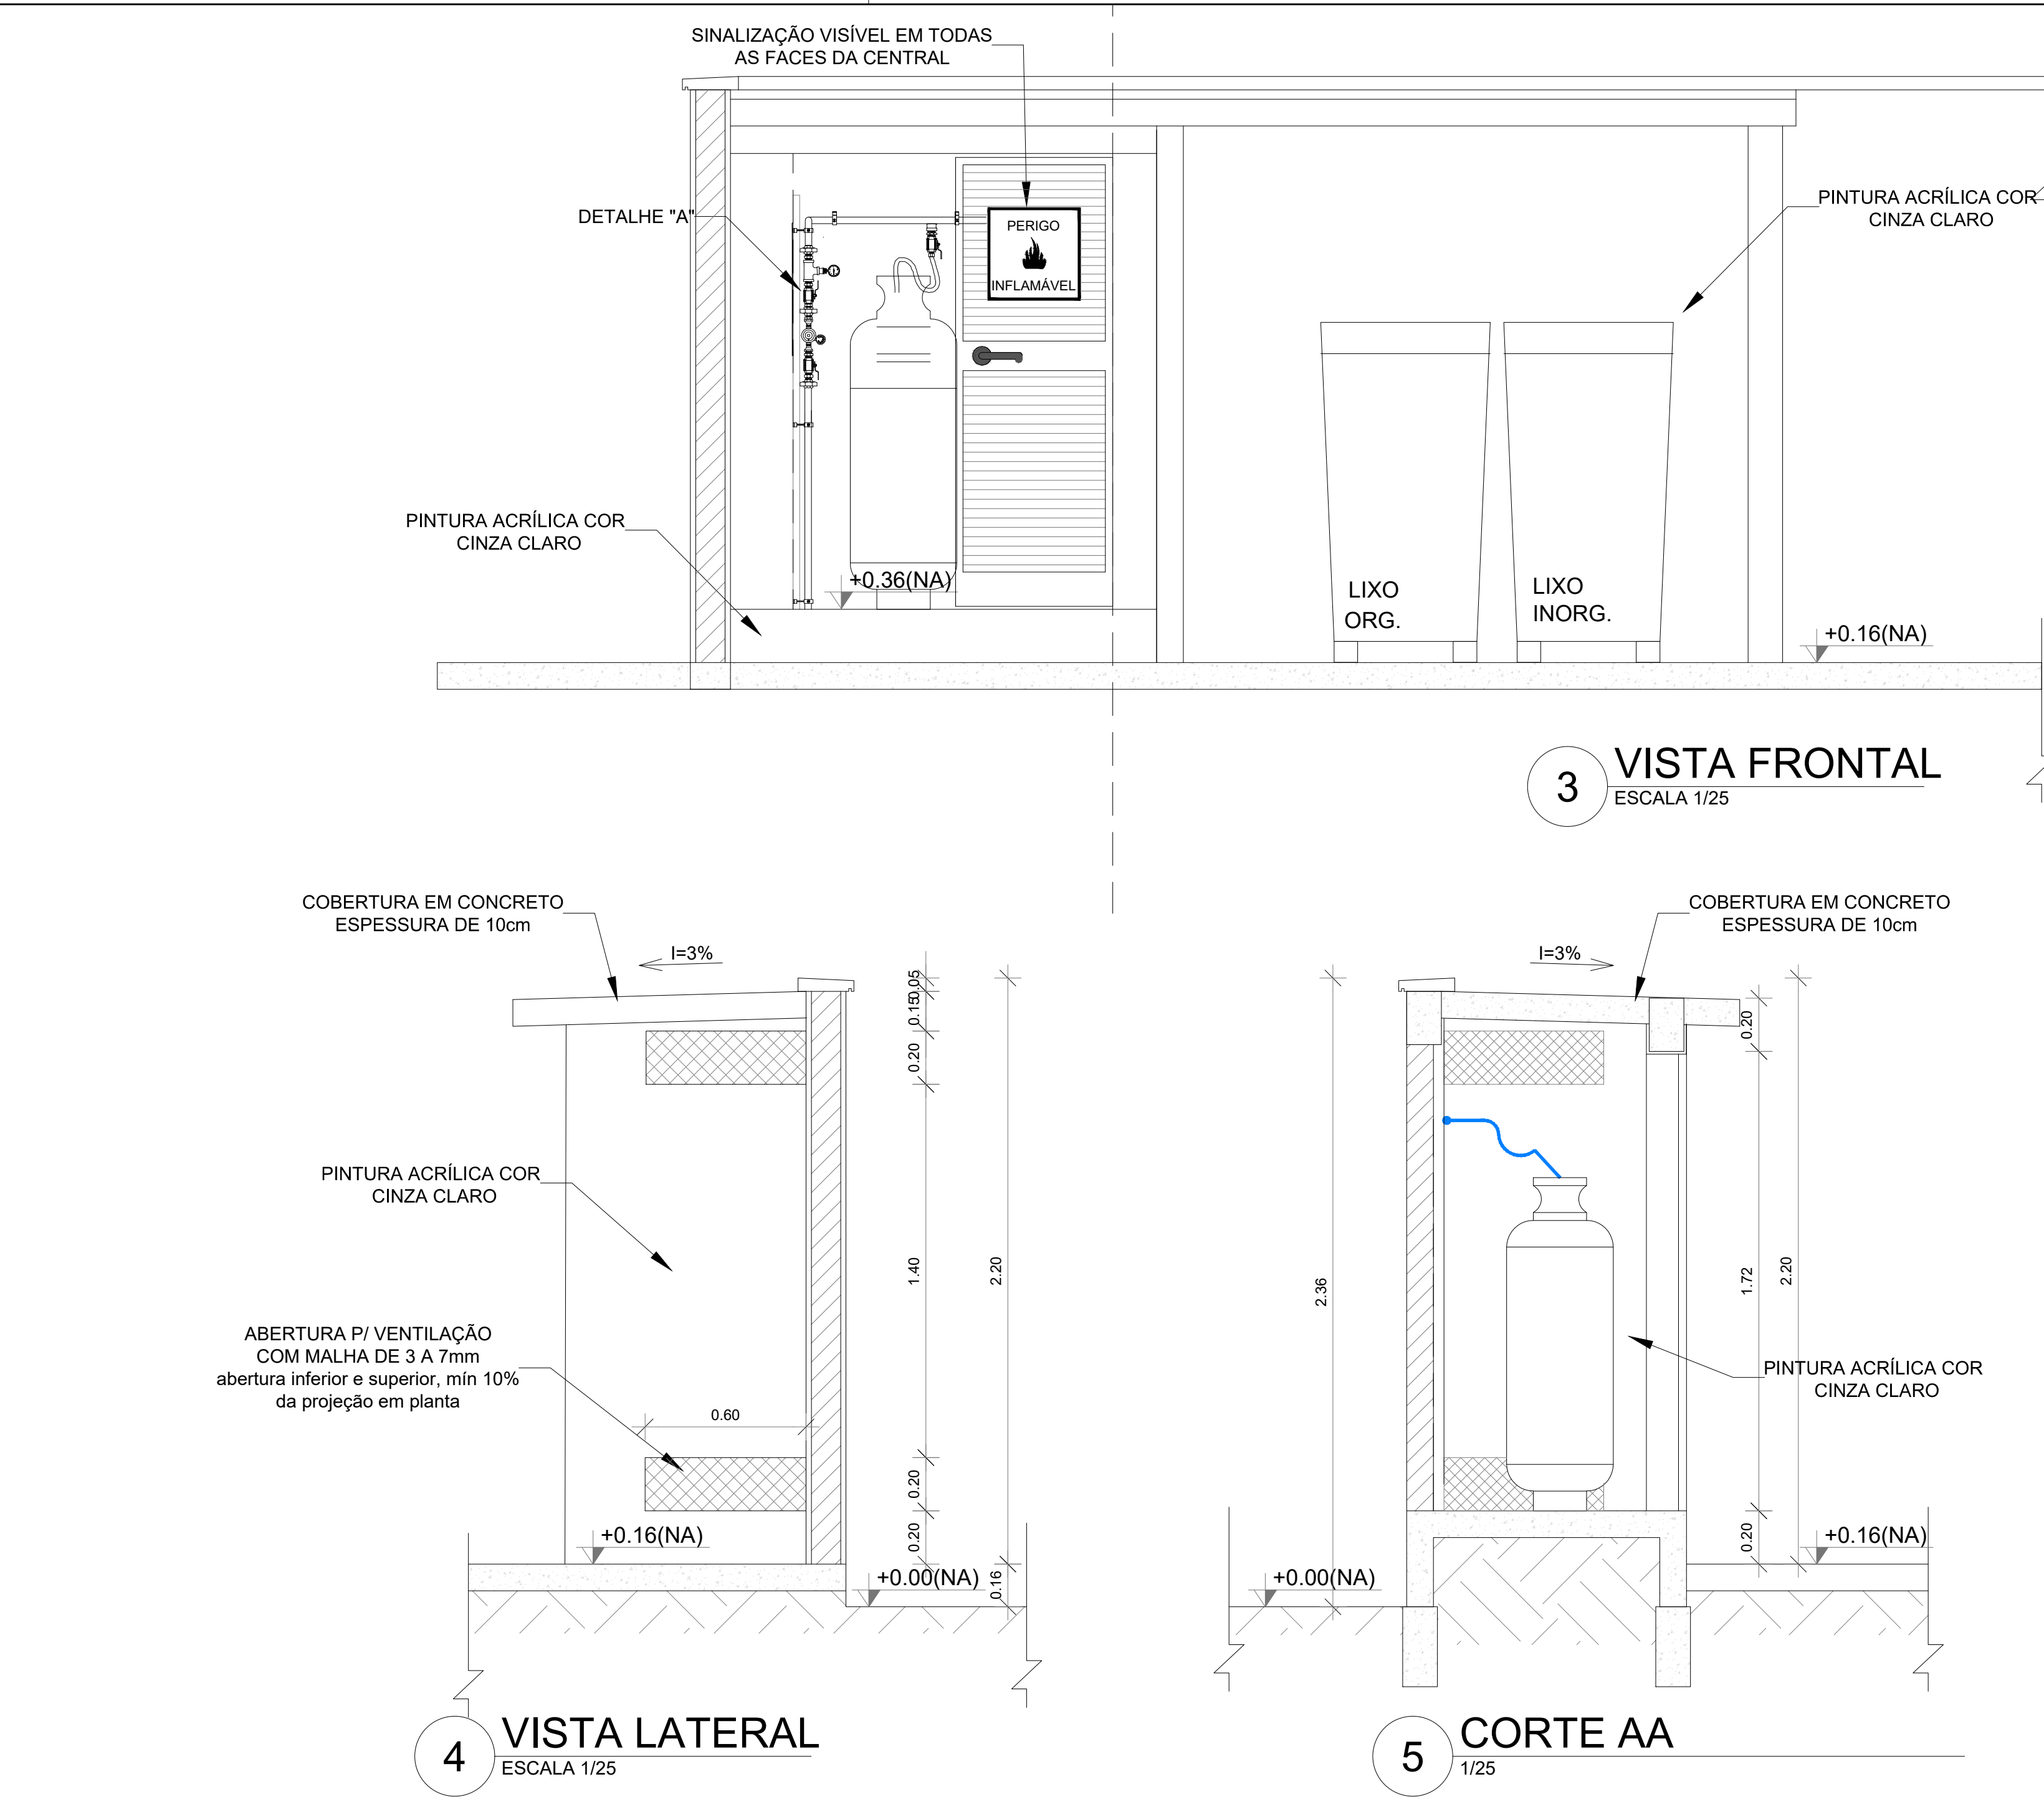 SINALIZAÇÃO VISÍVEL EM TODAS
AS FACES DA CENTRAL
DETALHE "A"
PERIGO
INFLAMÁVEL
PINTURA ACRÍLICA COR
CINZA CLARO
PINTURA ACRÍLICA COR
CINZA CLARO
+0.36(NA)
LIXO
ORG.
LIXO
INORG.
+0.16(NA)
3
VISTA FRONTAL
ESCALA 1/25
COBERTURA EM CONCRETO
ESPESSURA DE 10cm
I=3%
PINTURA ACRÍLICA COR
CINZA CLARO
ABERTURA P/ VENTILAÇÃO
COM MALHA DE 3 A 7mm
abertura inferior e superior, mín 10%
da projeção em planta
0.60
0.05
0.15
0.20
1.40
0.20
0.20
2.20
0.16
+0.16(NA)
+0.00(NA)
4
VISTA LATERAL
ESCALA 1/25
COBERTURA EM CONCRETO
ESPESSURA DE 10cm
I=3%
2.36
0.20
1.72
0.20
2.20
PINTURA ACRÍLICA COR
CINZA CLARO
+0.00(NA)
+0.16(NA)
5
CORTE AA
1/25